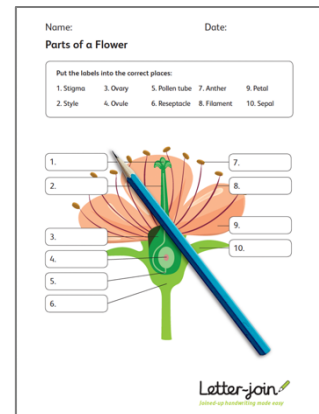 Name: Date:
Parts of a Flower
Put the labels into the correct places:
1. Stigma 3. Ovary 5. Pollen tube 7. Anther 9. Petal
2. Style 4. Ovule 6. Receptacle 8. Filament 10. Sepal
1. 7.
2. 8.
9.
3. 10.
4.
5.
6.
Letter-join
Joined-up handwriting made easy